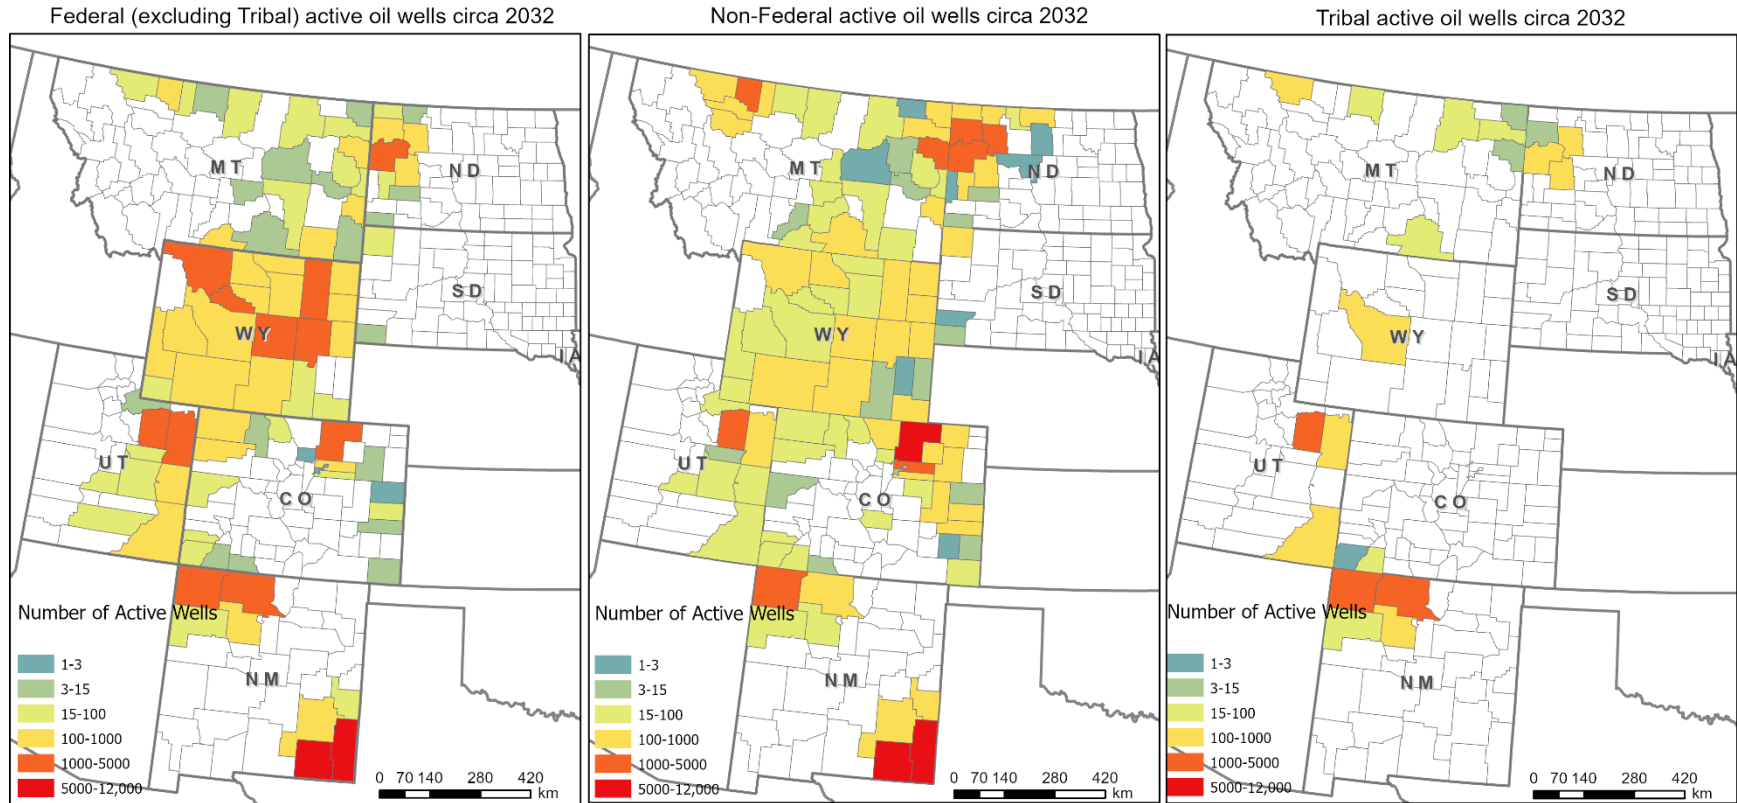 Federal (excluding Tribal) active oil wells circa 2032
MT
ND
SD
WY
IA
UT
CO
NM
Number of Active Wells
1-3
3-15
15-100
100-1000
1000-5000
5000-12,000
0 70 140 280 420
km
Non-Federal active oil wells circa 2032
MT
ND
SD
WY
IA
UT
CO
NM
Number of Active Wells
1-3
3-15
15-100
100-1000
1000-5000
5000-12,000
0 70 140 280 420
km
Tribal active oil wells circa 2032
MT
ND
SD
WY
IA
UT
CO
NM
Number of Active Wells
1-3
3-15
15-100
100-1000
1000-5000
5000-12,000
0 70 140 280 420
km